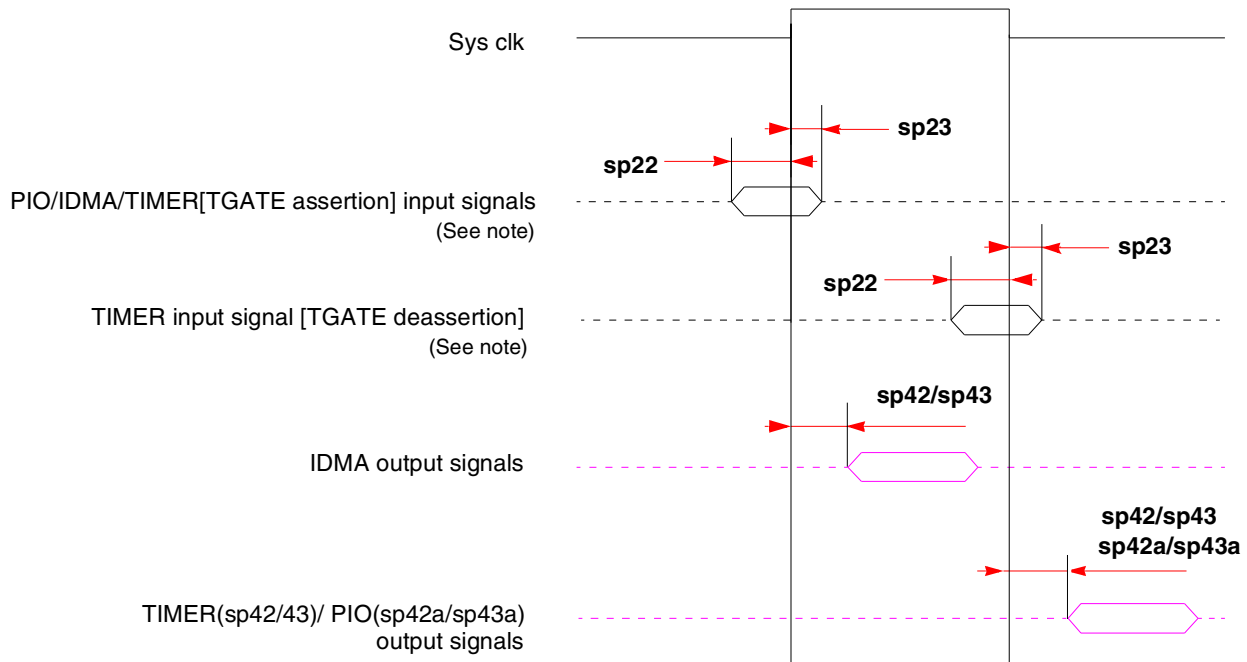 Sys clk
sp23
sp22
PIO/IDMA/TIMER[TGATE assertion] input signals
(See note)
sp23
sp22
TIMER input signal [TGATE deassertion]
(See note)
sp42/sp43
IDMA output signals
sp42/sp43
sp42a/sp43a
TIMER(sp42/43)/ PIO(sp42a/sp43a)
output signals